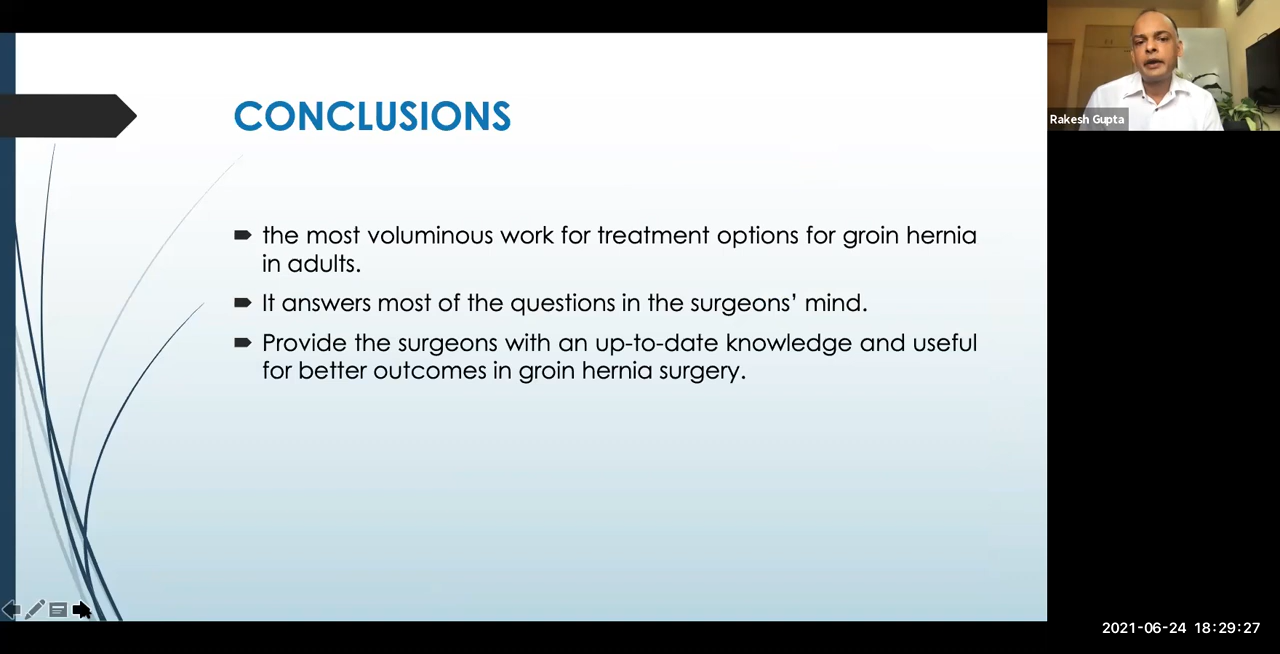 CONCLUSIONS
the most voluminous work for treatment options for groin hernia
in adults.
It answers most of the questions in the surgeons’ mind.
Provide the surgeons with an up-to-date knowledge and useful
for better outcomes in groin hernia surgery.
Rakesh Gupta
2021-06-24 18:29:27